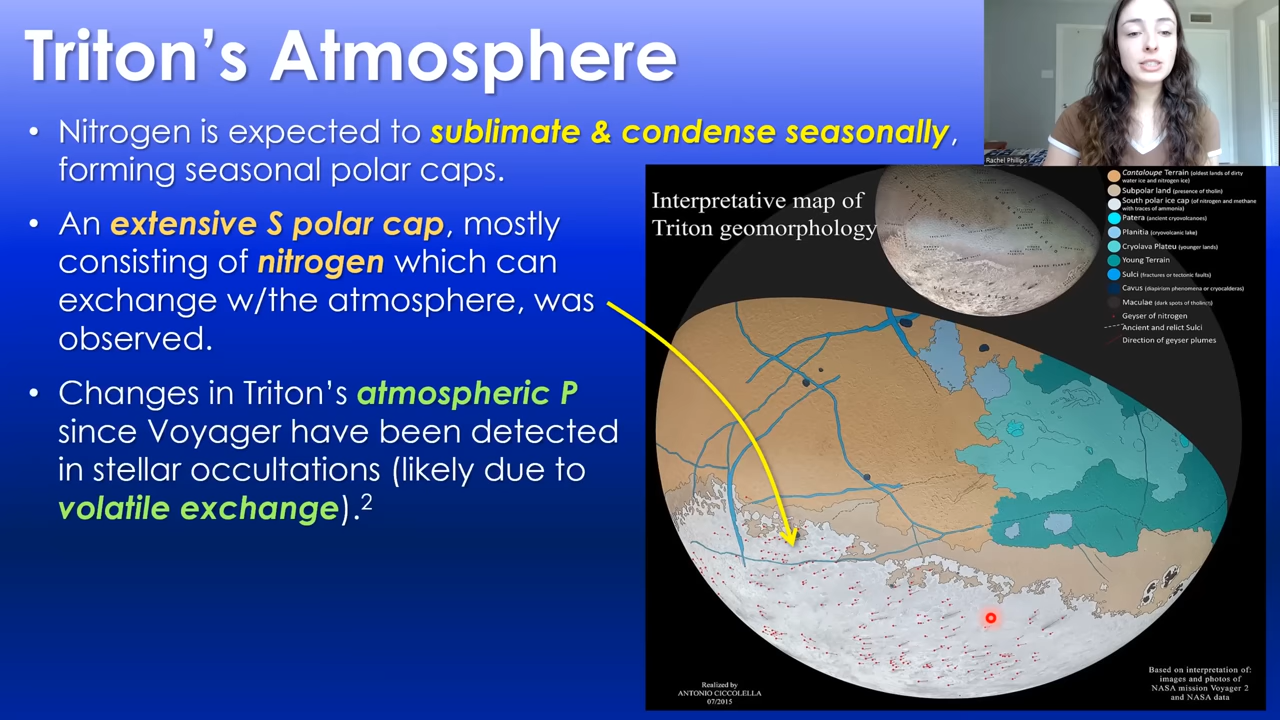 Triton's Atmosphere
• Nitrogen is expected to sublimate & condense seasonally,
forming seasonal polar caps.
• An extensive S polar cap, mostly
consisting of nitrogen which can
exchange w/the atmosphere, was
observed.
• Changes in Triton's atmospheric P
since Voyager have been detected
in stellar occultations (likely due to
volatile exchange).²
Rachel Phillips
Interpretative map of
Triton geomorphology
Cantaloupe Terrain (oldest lands of dirty
water ice and nitrogen ice)
Subpolar land (presence of tholin)
South polar ice cap (of nitrogen and methane
with traces of ammonia)
Patera (ancient cryovolcanoes)
Planitia (cryovolcanic lake)
Cryolava Plateu (younger lands)
Young Terrain
Sulci (fractures or tectonic faults)
Cavus (diapirism phenomena or cryocalderas)
Maculae (dark spots of tholins)
Geyser of nitrogen
Ancient and relict Sulci
Direction of geyser plumes
Realized by
ANTONIO CICCOLELLA
07/2015
Based on interpretation of:
images and photos of
NASA mission Voyager 2
and NASA data